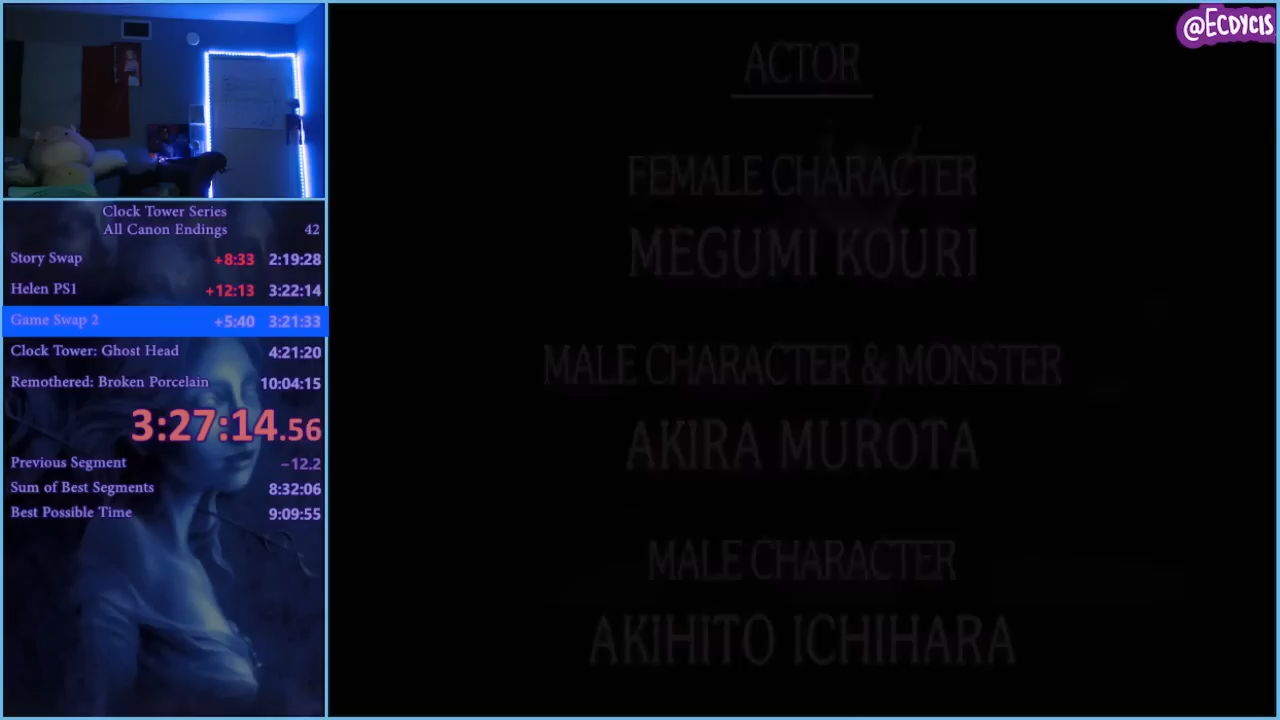 @ECDYCIS
Clock Tower Series
All Canon Endings 42
Story Swap +8:33 2:19:28
Helen PS1 +12:13 3:22:14
Game Swap 2 +5:40 3:21:33
Clock Tower: Ghost Head 4:21:20
Remothered: Broken Porcelain 10:04:15
3:27:14.56
Previous Segment −12.2
Sum of Best Segments 8:32:06
Best Possible Time 9:09:55
ACTOR
FEMALE CHARACTER
MEGUMI KOURI
MALE CHARACTER & MONSTER
AKIRA MUROTA
MALE CHARACTER
AKIHITO ICHIHARA